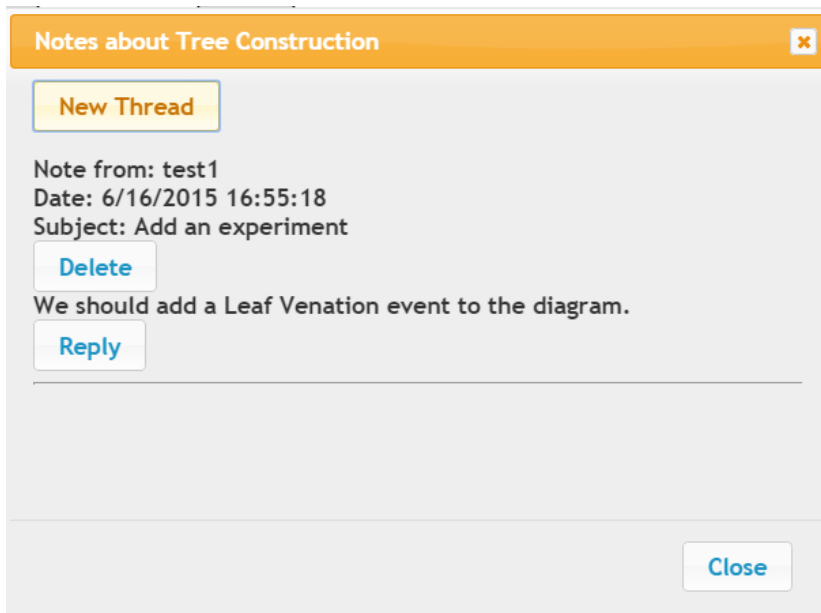 Notes about Tree Construction
New Thread
Note from: test1
Date: 6/16/2015 16:55:18
Subject: Add an experiment
Delete
We should add a Leaf Venation event to the diagram.
Reply
Close